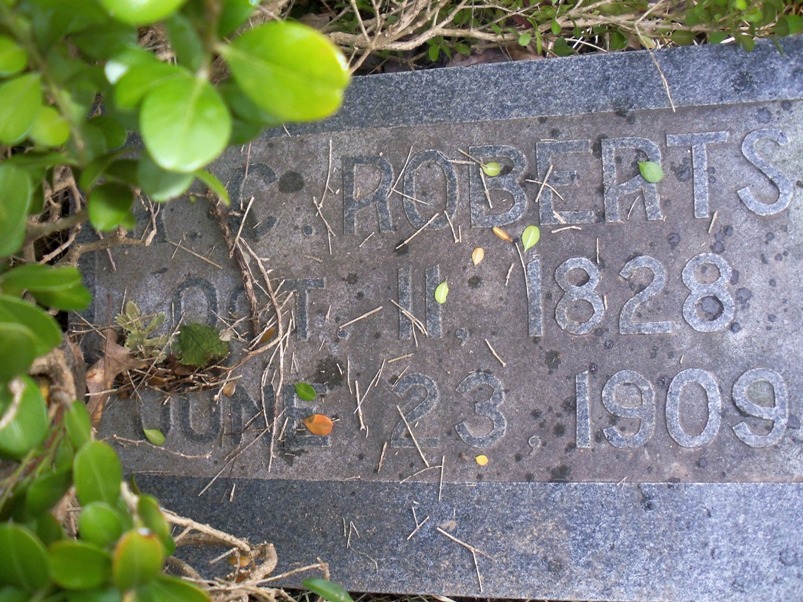 C. ROBERTS
OCT. 11, 1828
JUNE 23, 1909